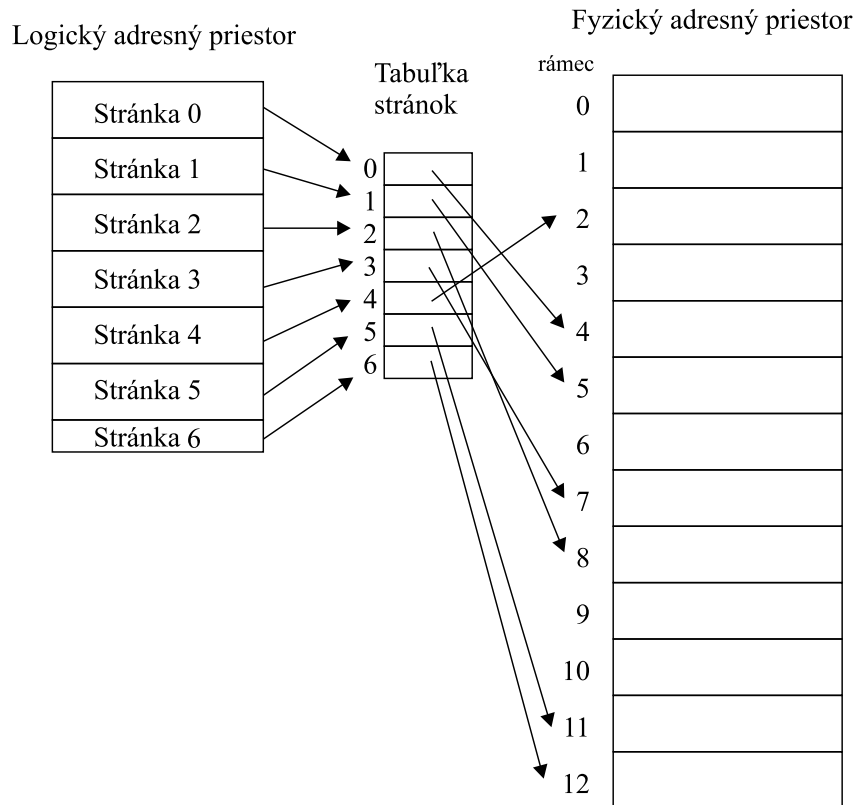 Logický adresný priestor
Stránka 0
Stránka 1
Stránka 2
Stránka 3
Stránka 4
Stránka 5
Stránka 6
Tabuľka
stránok
0
1
2
3
4
5
6
Fyzický adresný priestor
rámec
0
1
2
3
4
5
6
7
8
9
10
11
12